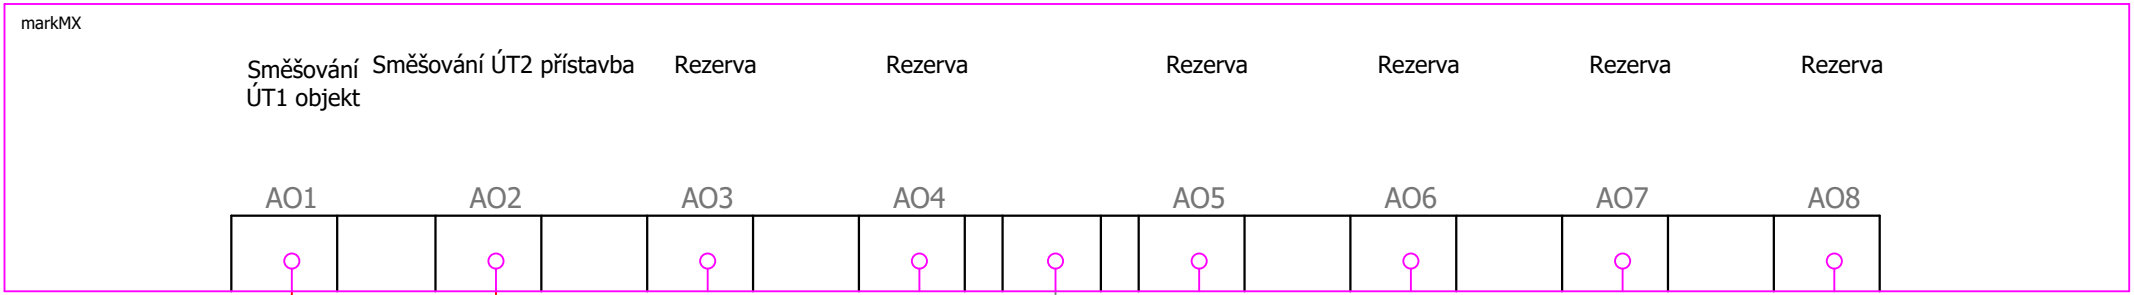 markMX
Směšování
ÚT1 objekt
Směšování ÚT2 přístavba
Rezerva
Rezerva
Rezerva
Rezerva
Rezerva
Rezerva
AO1
AO2
AO3
AO4
AO5
AO6
AO7
AO8